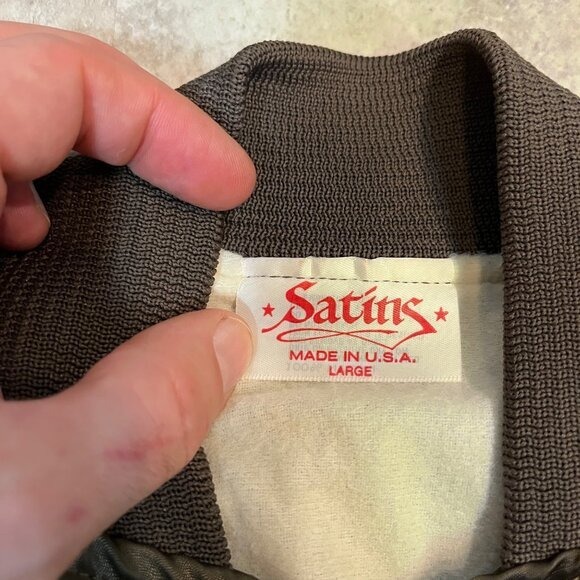 ★ Satins ★
MADE IN U.S.A.
LARGE